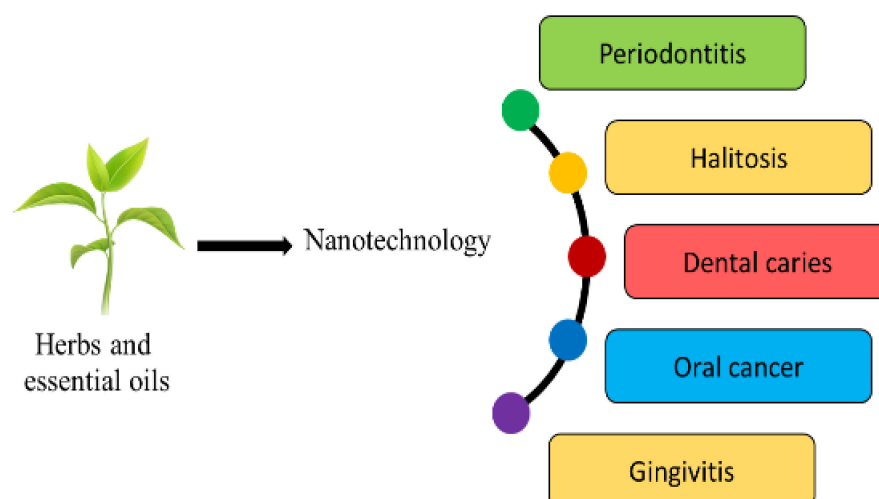 Herbs and
essential oils
Nanotechnology
Periodontitis
Halitosis
Dental caries
Oral cancer
Gingivitis